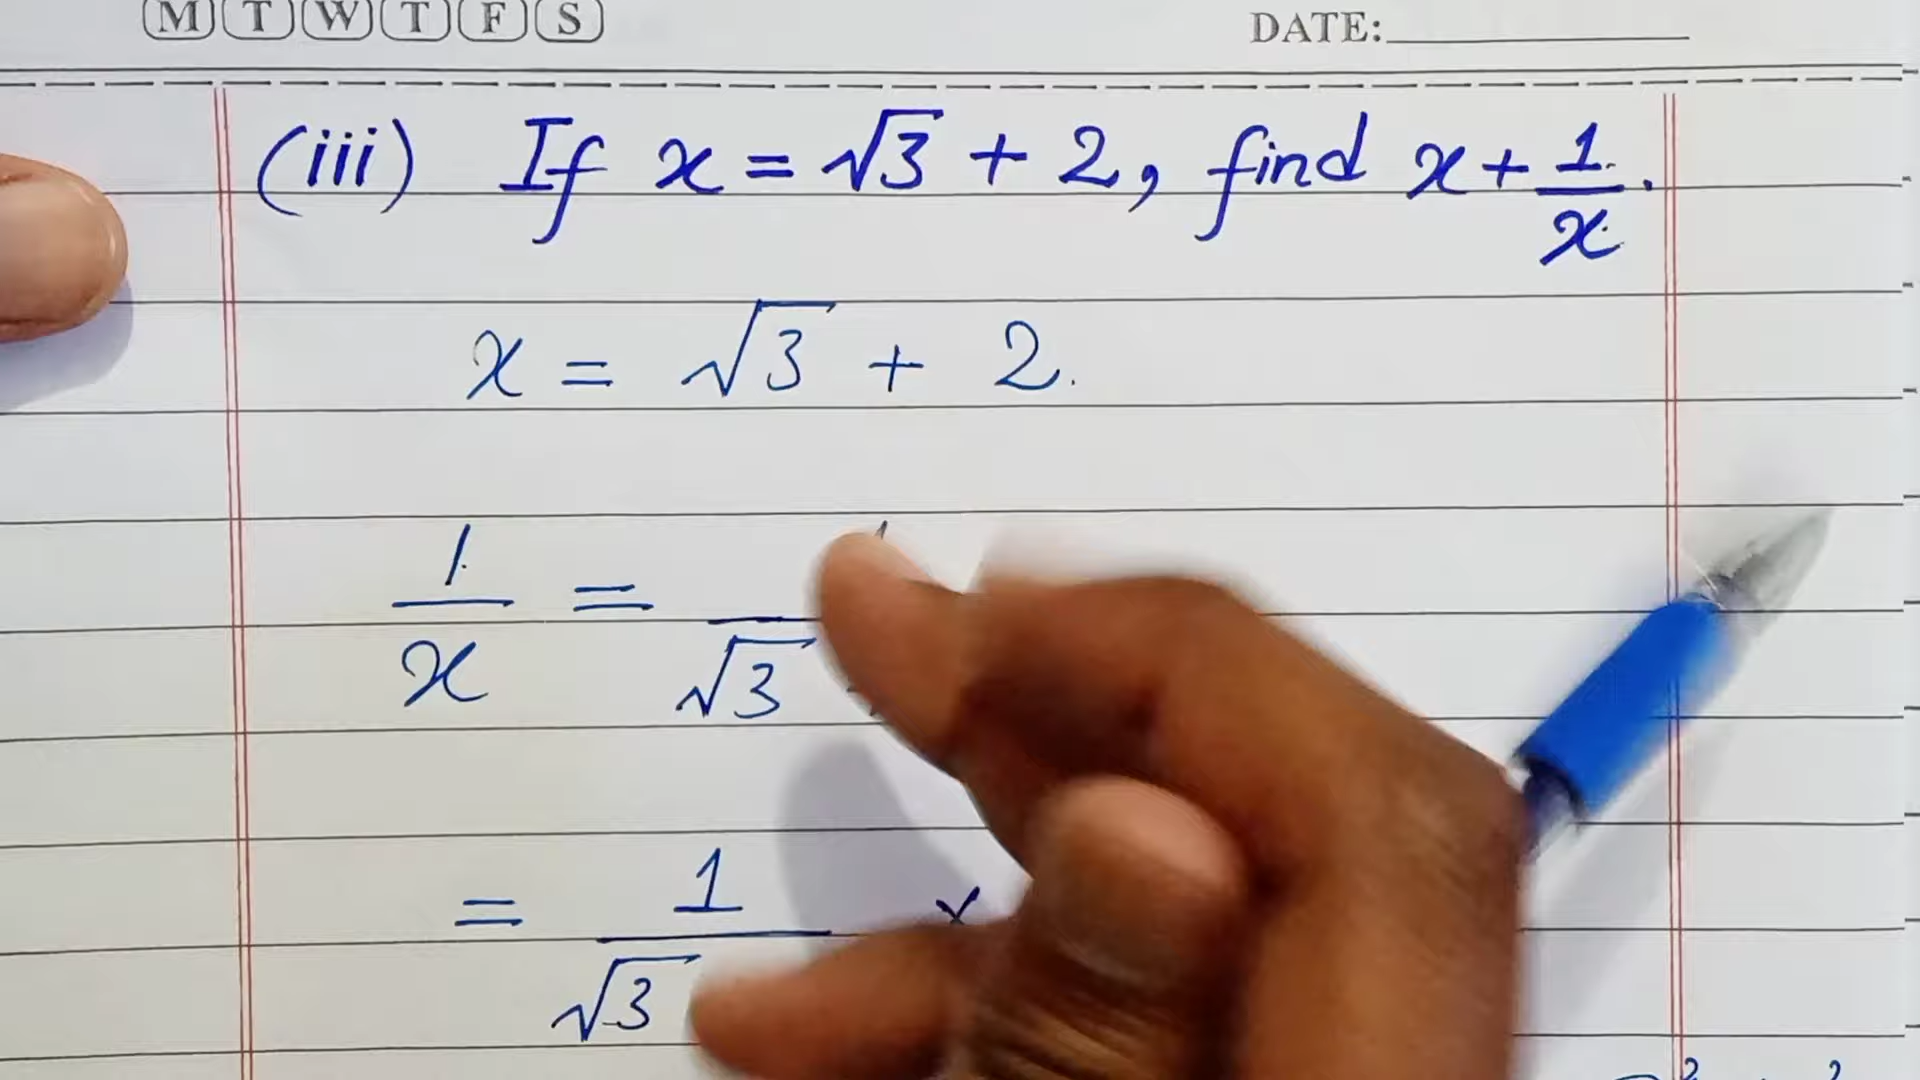 M T W T F S DATE:
(iii) If x = √3 + 2, find x + 1/x.
x = √3 + 2.
1/x = 1/√3
= 1/√3 ×